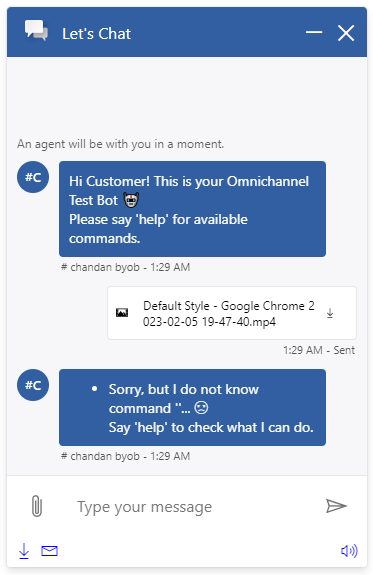 Let's Chat
An agent will be with you in a moment.
#C
Hi Customer! This is your Omnichannel
Test Bot
Please say 'help' for available
commands.
# chandan byob - 1:29 AM
Default Style - Google Chrome 2
023-02-05 19-47-40.mp4
1:29 AM - Sent
#C
• Sorry, but I do not know
command ''... ☹
Say 'help' to check what I can do.
# chandan byob - 1:29 AM
Type your message